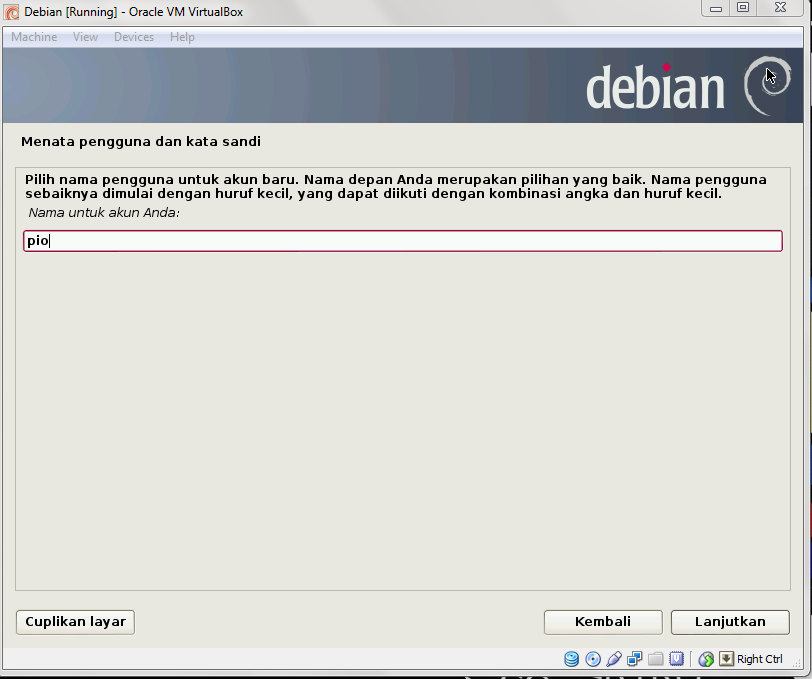 Debian [Running] - Oracle VM VirtualBox
Machine View Devices Help
debian
Menata pengguna dan kata sandi
Pilih nama pengguna untuk akun baru. Nama depan Anda merupakan pilihan yang baik. Nama pengguna
sebaiknya dimulai dengan huruf kecil, yang dapat diikuti dengan kombinasi angka dan huruf kecil.
Nama untuk akun Anda:
pio
Cuplikan layar Kembali Lanjutkan
Right Ctrl